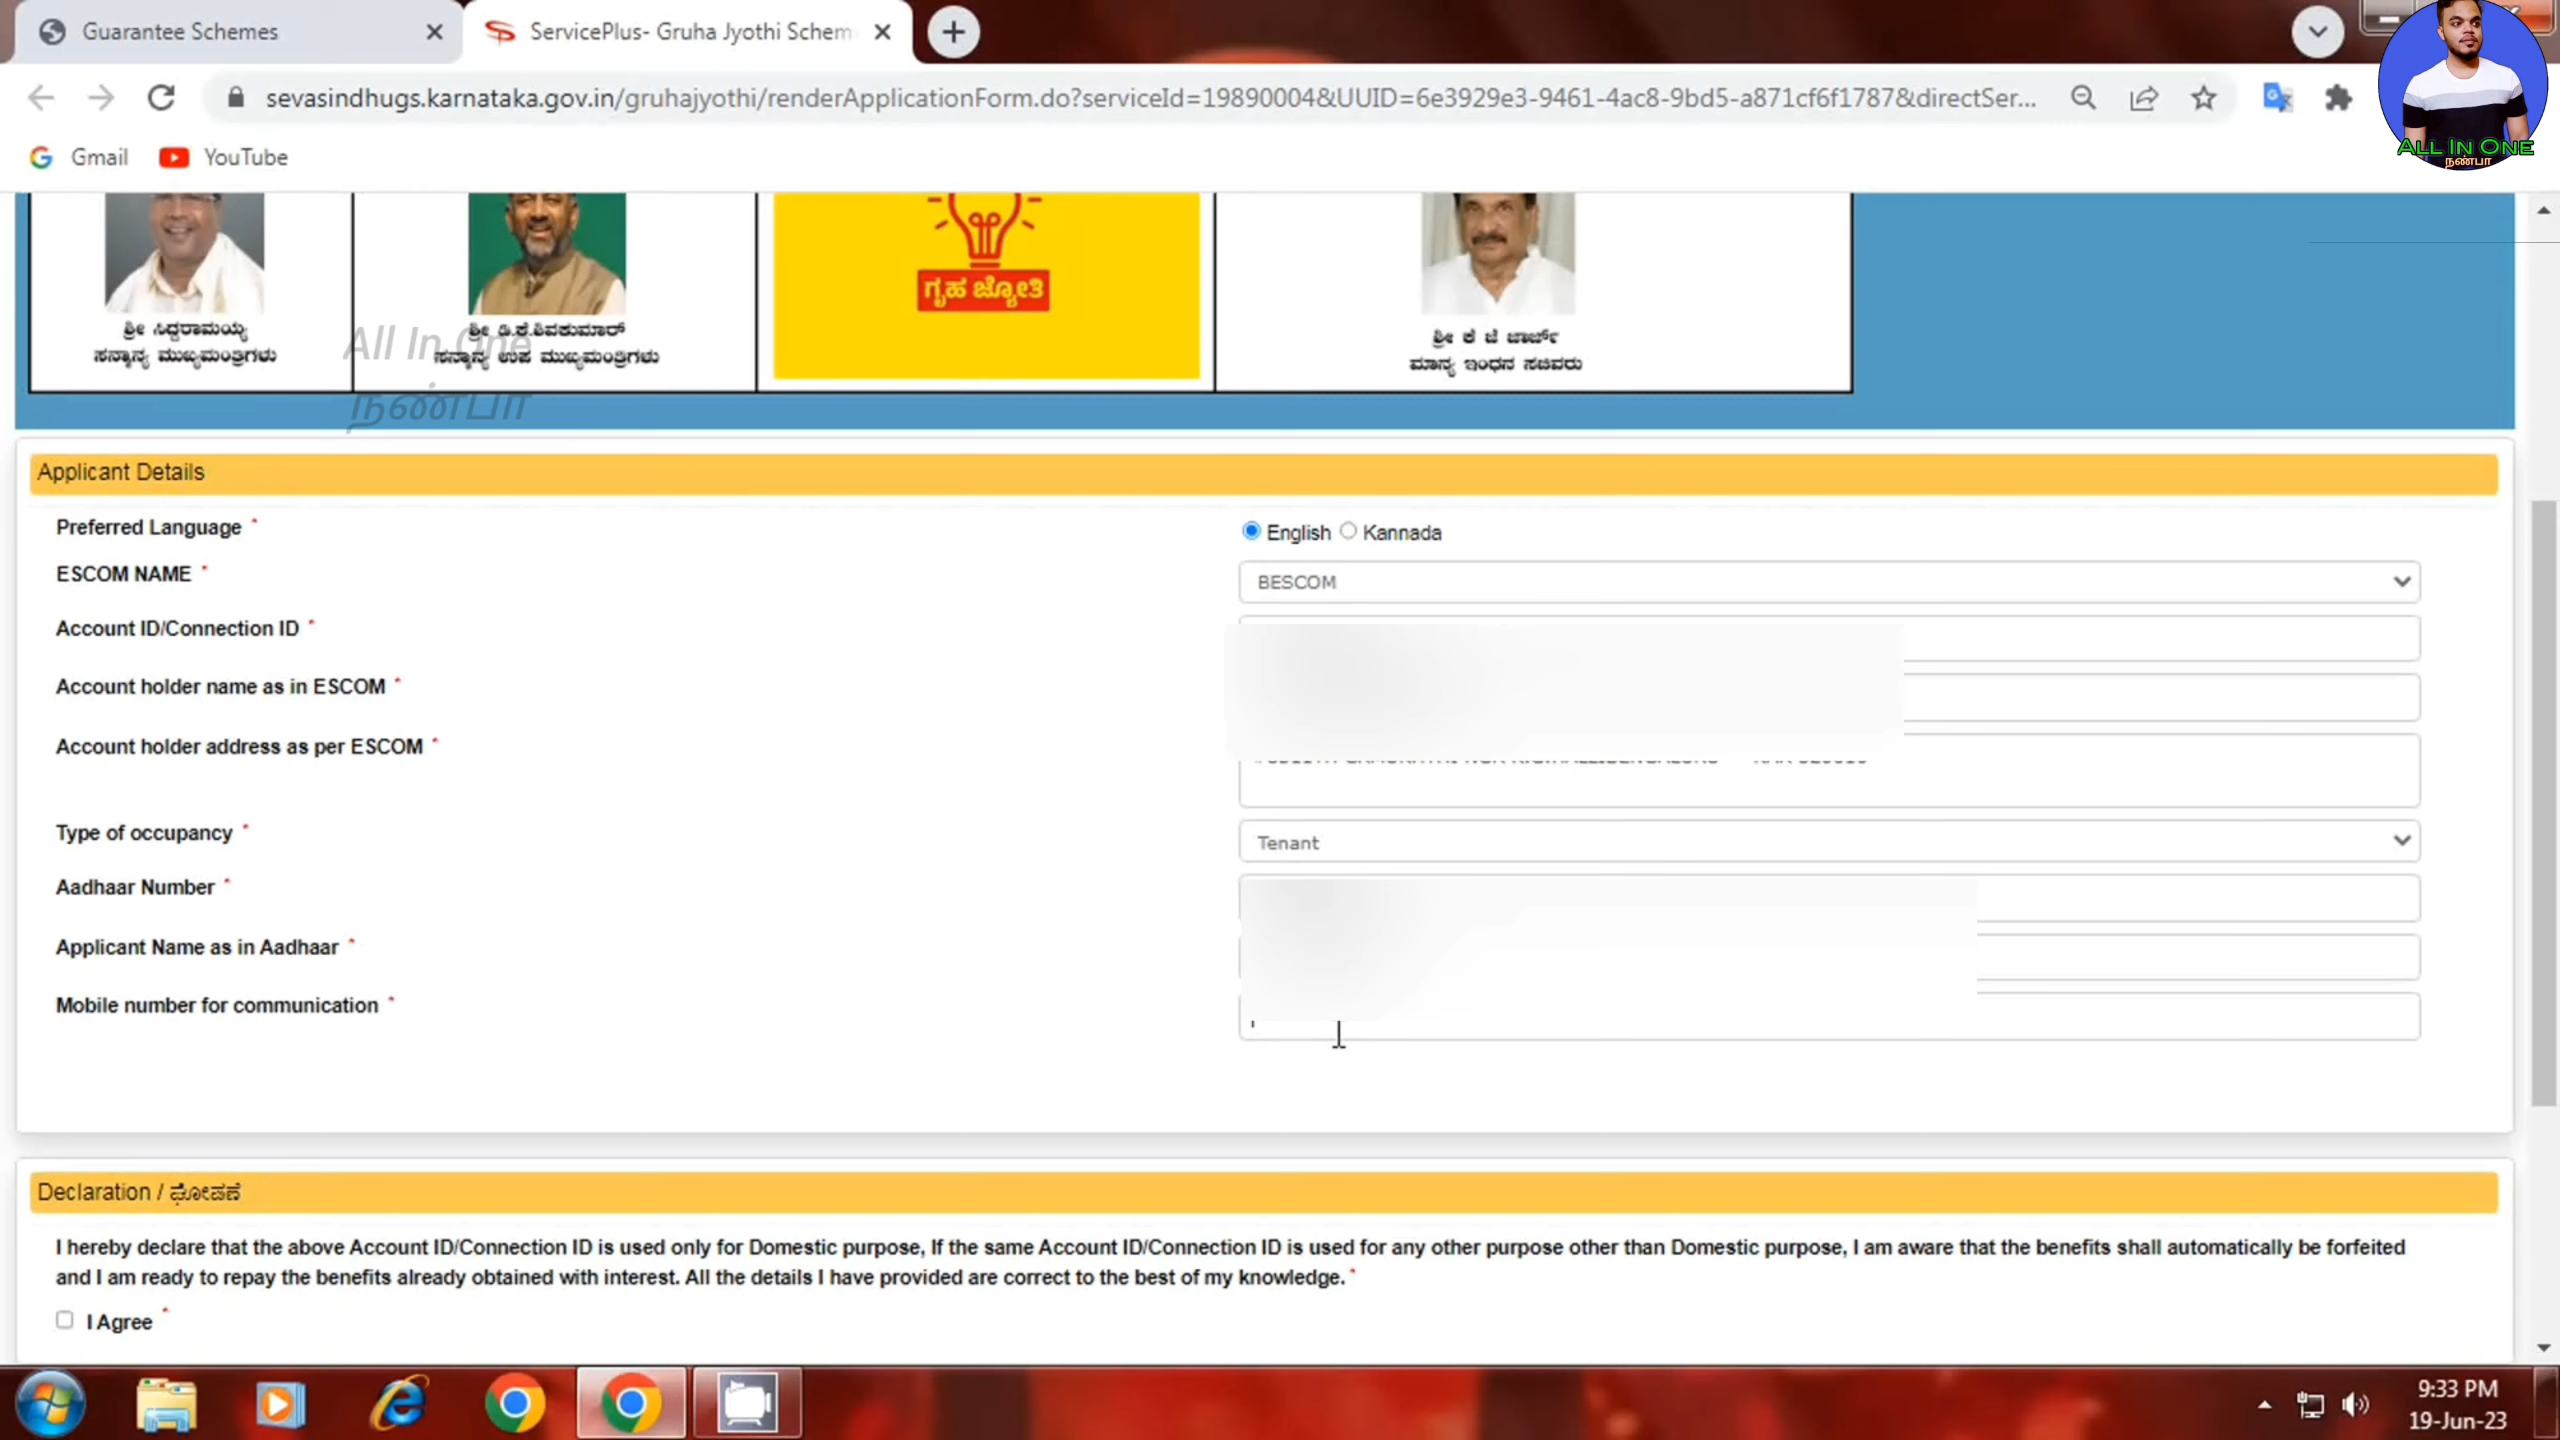 Guarantee Schemes
ServicePlus- Gruha Jyothi Schem
sevasindhugs.karnataka.gov.in/gruhajyothi/renderApplicationForm.do?serviceId=19890004&UUID=6e3929e3-9461-4ac8-9bd5-a871cf6f1787&directSer...
ALL IN ONE
நண்பா
Gmail
YouTube
ಗೃಹ ಜ್ಯೋತಿ
ಶ್ರೀ ಸಿದ್ದರಾಮಯ್ಯ
ಸನ್ಮಾನ್ಯ ಮುಖ್ಯಮಂತ್ರಿಗಳು
ಶ್ರೀ ಡಿ.ಕೆ.ಶಿವಕುಮಾರ್
ಸನ್ಮಾನ್ಯ ಉಪ ಮುಖ್ಯಮಂತ್ರಿಗಳು
ಶ್ರೀ ಕೆ ಜೆ ಜಾರ್ಜ್
ಮಾನ್ಯ ಇಂಧನ ಸಚಿವರು
All In One
நண்பா
Applicant Details
Preferred Language * English Kannada
ESCOM NAME * BESCOM
Account ID/Connection ID *
Account holder name as in ESCOM *
Account holder address as per ESCOM *
Type of occupancy * Tenant
Aadhaar Number *
Applicant Name as in Aadhaar *
Mobile number for communication *
Declaration / ಘೋಷಣೆ
I hereby declare that the above Account ID/Connection ID is used only for Domestic purpose, If the same Account ID/Connection ID is used for any other purpose other than Domestic purpose, I am aware that the benefits shall automatically be forfeited
and I am ready to repay the benefits already obtained with interest. All the details I have provided are correct to the best of my knowledge. *
I Agree *
9:33 PM
19-Jun-23